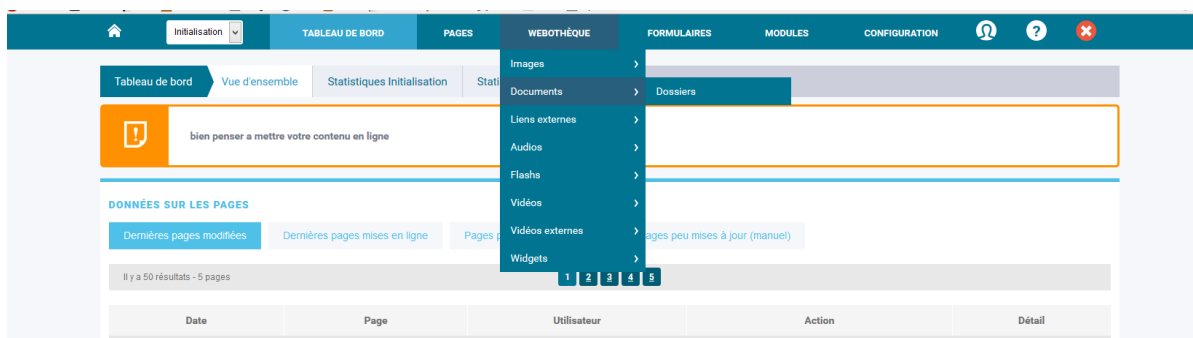 Initialisation TABLEAU DE BORD PAGES WEBOTHÈQUE FORMULAIRES MODULES CONFIGURATION ?
Images
Tableau de bord Vue d'ensemble Statistiques Initialisation Stati
Documents Dossiers
Liens externes
bien penser a mettre votre contenu en ligne
Audios
Flashs
Vidéos
DONNÉES SUR LES PAGES
Vidéos externes
Dernières pages modifiées Dernières pages mises en ligne Pages p ages peu mises à jour (manuel)
Widgets
Il y a 50 résultats - 5 pages 1 2 3 4 5
Date Page Utilisateur Action Détail